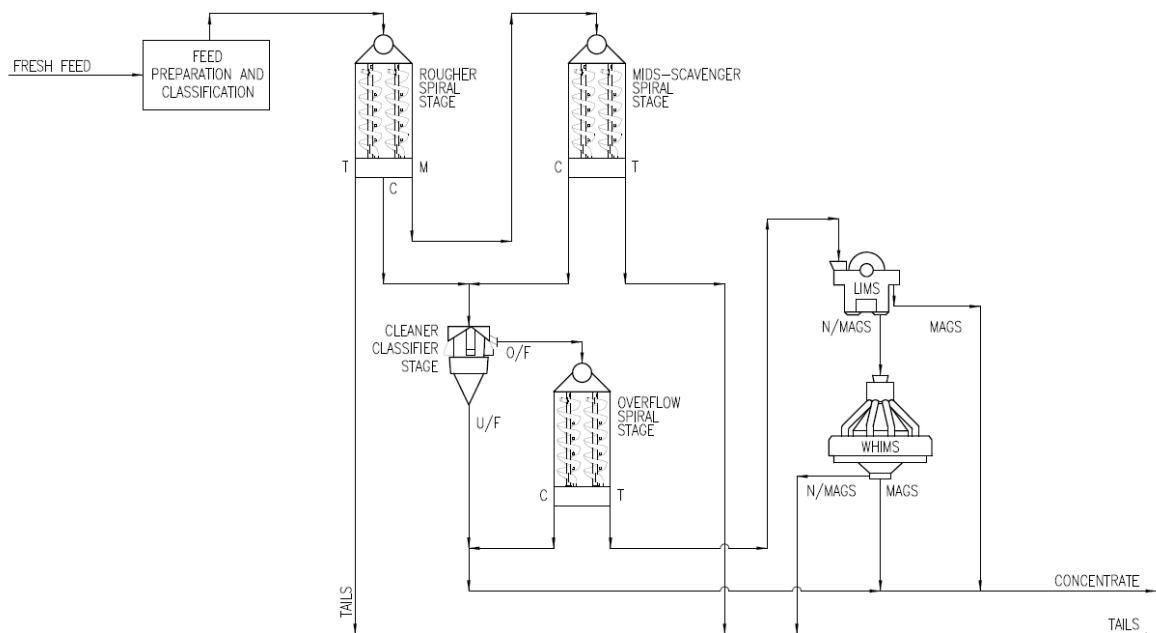 FRESH FEED
FEED
PREPARATION AND
CLASSIFICATION
ROUGHER
SPIRAL
STAGE
MIDS-SCAVENGER
SPIRAL
STAGE
T
M
C
C
T
LIMS
N/MAGS
MAGS
CLEANER
CLASSIFIER
STAGE
O/F
U/F
OVERFLOW
SPIRAL
STAGE
WHIMS
C
T
N/MAGS
MAGS
CONCENTRATE
TAILS
TAILS